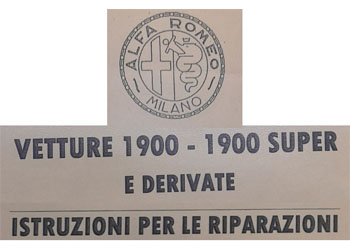 ALFA ROMEO
MILANO
VETTURE 1900 - 1900 SUPER
E DERIVATE
ISTRUZIONI PER LE RIPARAZIONI